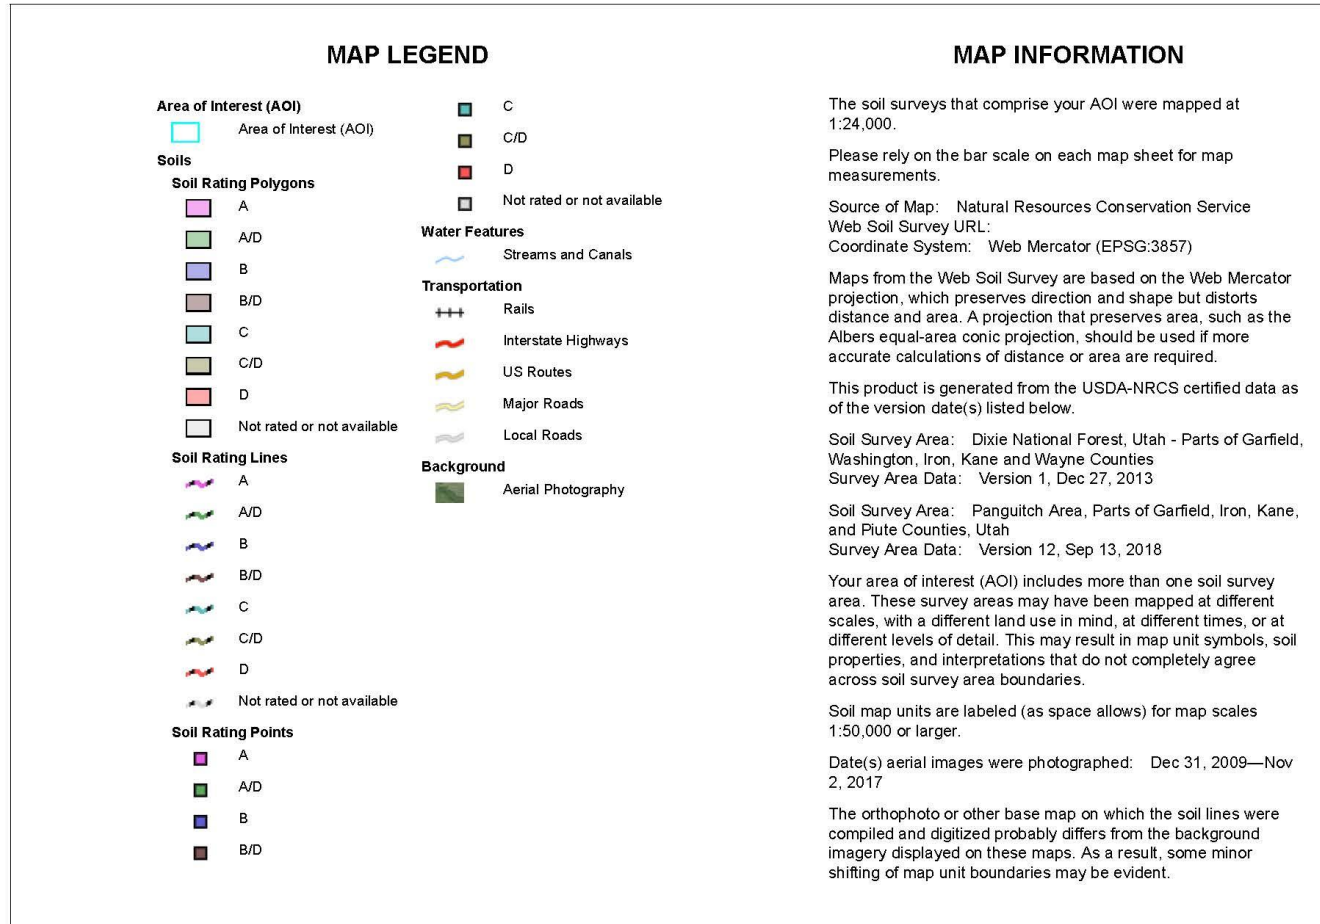 MAP LEGEND
Area of Interest (AOI)
Area of Interest (AOI)
Soils
Soil Rating Polygons
A
A/D
B
B/D
C
C/D
D
Not rated or not available
Soil Rating Lines
A
A/D
B
B/D
C
C/D
D
Not rated or not available
Soil Rating Points
A
A/D
B
B/D
C
C/D
D
Not rated or not available
Water Features
Streams and Canals
Transportation
Rails
Interstate Highways
US Routes
Major Roads
Local Roads
Background
Aerial Photography
MAP INFORMATION
The soil surveys that comprise your AOI were mapped at
1:24,000.
Please rely on the bar scale on each map sheet for map
measurements.
Source of Map: Natural Resources Conservation Service
Web Soil Survey URL:
Coordinate System: Web Mercator (EPSG:3857)
Maps from the Web Soil Survey are based on the Web Mercator
projection, which preserves direction and shape but distorts
distance and area. A projection that preserves area, such as the
Albers equal-area conic projection, should be used if more
accurate calculations of distance or area are required.
This product is generated from the USDA-NRCS certified data as
of the version date(s) listed below.
Soil Survey Area: Dixie National Forest, Utah - Parts of Garfield,
Washington, Iron, Kane and Wayne Counties
Survey Area Data: Version 1, Dec 27, 2013
Soil Survey Area: Panguitch Area, Parts of Garfield, Iron, Kane,
and Piute Counties, Utah
Survey Area Data: Version 12, Sep 13, 2018
Your area of interest (AOI) includes more than one soil survey
area. These survey areas may have been mapped at different
scales, with a different land use in mind, at different times, or at
different levels of detail. This may result in map unit symbols, soil
properties, and interpretations that do not completely agree
across soil survey area boundaries.
Soil map units are labeled (as space allows) for map scales
1:50,000 or larger.
Date(s) aerial images were photographed: Dec 31, 2009—Nov
2, 2017
The orthophoto or other base map on which the soil lines were
compiled and digitized probably differs from the background
imagery displayed on these maps. As a result, some minor
shifting of map unit boundaries may be evident.